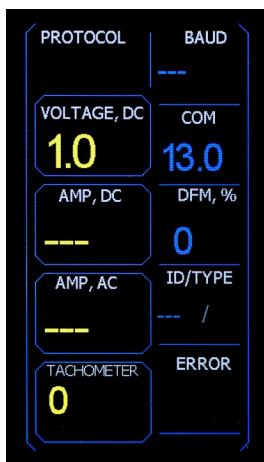 PROTOCOL
BAUD
---
VOLTAGE, DC
1.0
COM
13.0
AMP, DC
---
DFM, %
0
AMP, AC
---
ID/TYPE
--- /
TACHOMETER
0
ERROR